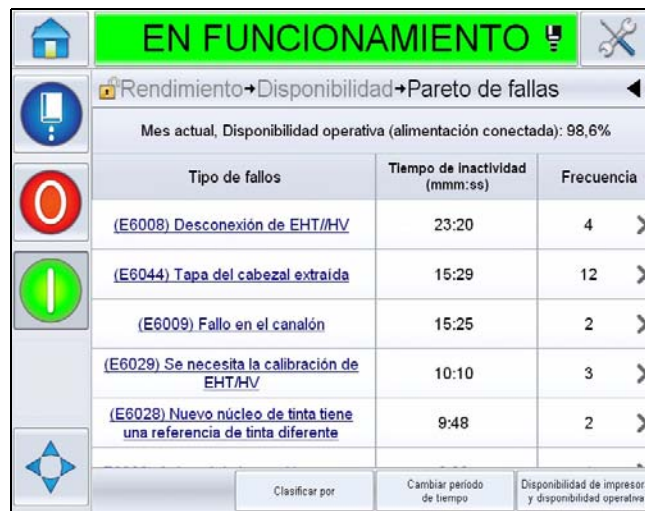 EN FUNCIONAMIENTO
Rendimiento→Disponibilidad→Pareto de fallas
Mes actual, Disponibilidad operativa (alimentación conectada): 98,6%
Tipo de fallos
Tiempo de inactividad
(mmm:ss)
Frecuencia
(E6008) Desconexión de EHT//HV
23:20
4
(E6044) Tapa del cabezal extraída
15:29
12
(E6009) Fallo en el canalón
15:25
2
(E6029) Se necesita la calibración de
EHT/HV
10:10
3
(E6028) Nuevo núcleo de tinta tiene
una referencia de tinta diferente
9:48
2
Clasificar por
Cambiar período
de tiempo
Disponibilidad de impresor
y disponibilidad operativa